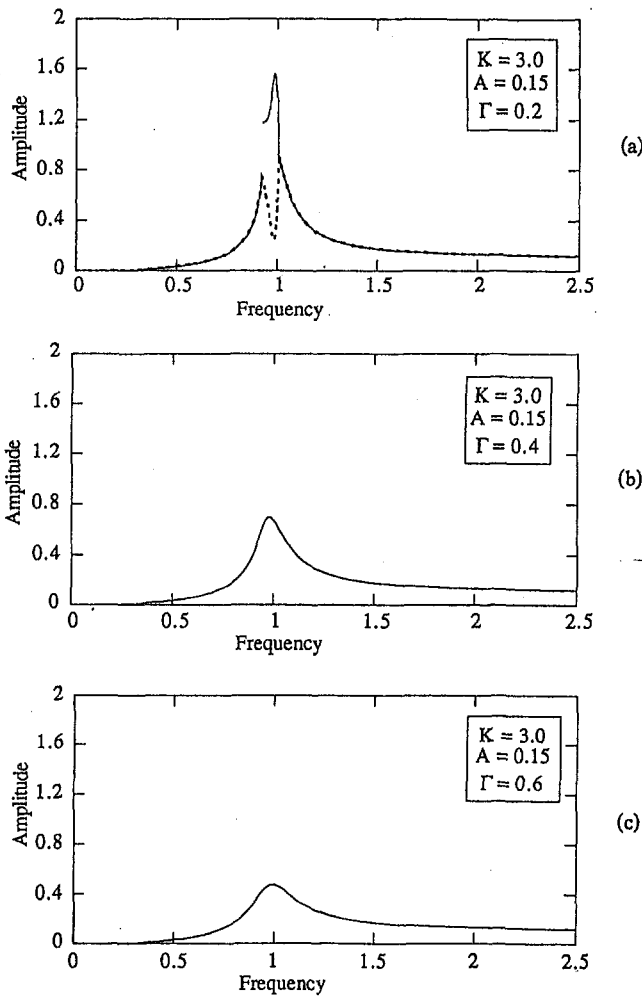 2
1.6
1.2
0.8
0.4
0
Amplitude
K = 3.0
A = 0.15
Γ = 0.2
(a)
0
0.5
1
1.5
2
2.5
Frequency
2
1.6
1.2
0.8
0.4
0
Amplitude
K = 3.0
A = 0.15
Γ = 0.4
(b)
0
0.5
1
1.5
2
2.5
Frequency
2
1.6
1.2
0.8
0.4
0
Amplitude
K = 3.0
A = 0.15
Γ = 0.6
(c)
0
0.5
1
1.5
2
2.5
Frequency